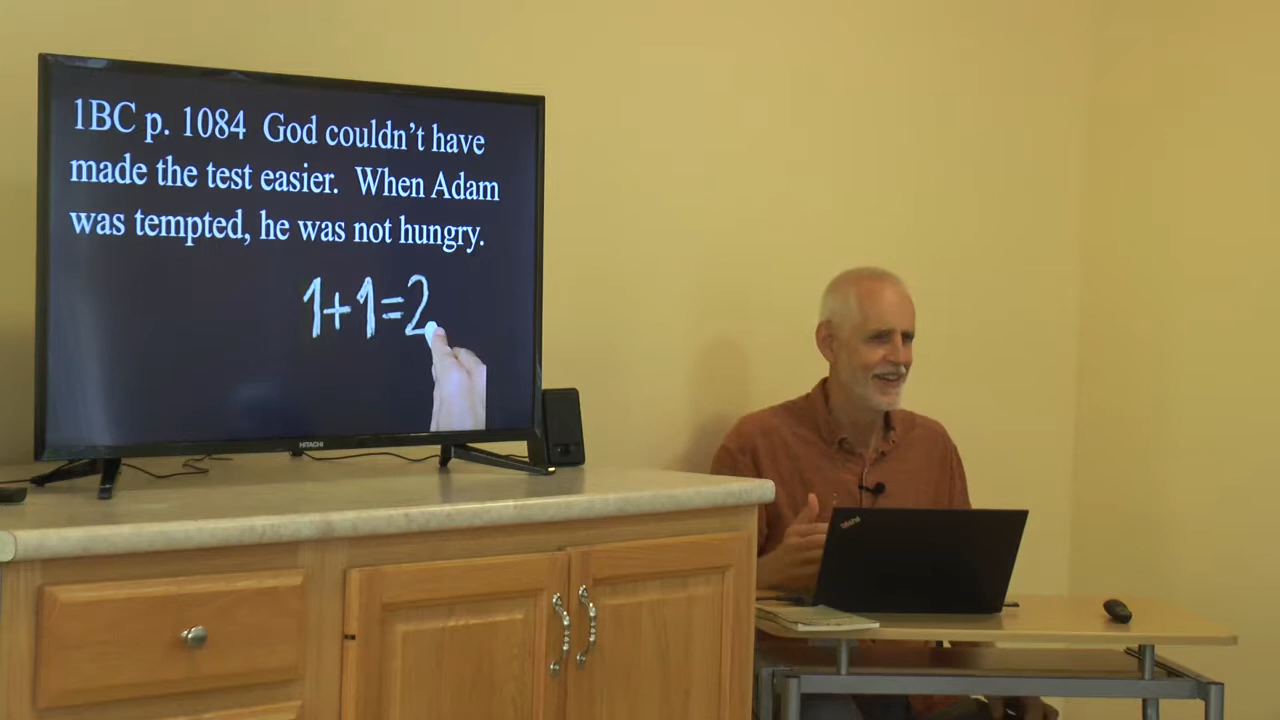 1BC p. 1084  God couldn't have
made the test easier.  When Adam
was tempted, he was not hungry.
1+1=2
HITACHI
ThinkPad